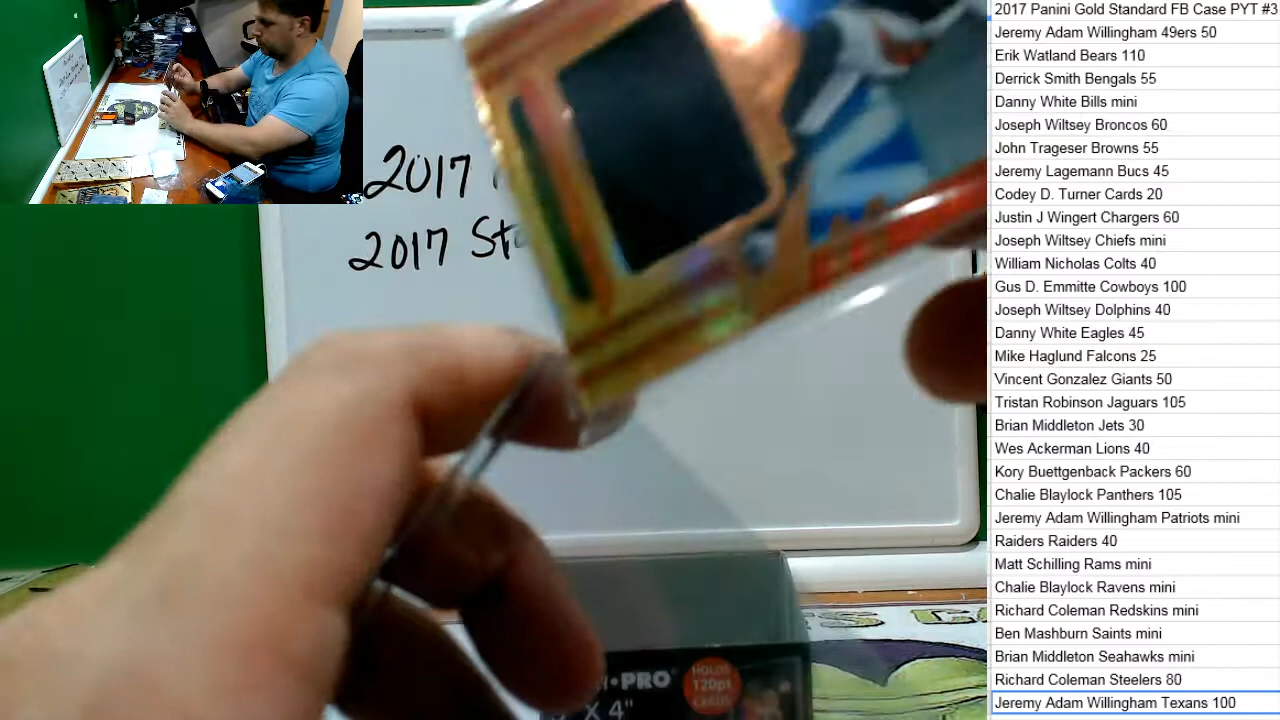 2017 Panini Gold Standard FB Case PYT #3
Jeremy Adam Willingham 49ers 50
Erik Watland Bears 110
Derrick Smith Bengals 55
Danny White Bills mini
Joseph Wiltsey Broncos 60
John Trageser Browns 55
Jeremy Lagemann Bucs 45
Codey D. Turner Cards 20
Justin J Wingert Chargers 60
Joseph Wiltsey Chiefs mini
William Nicholas Colts 40
Gus D. Emmitte Cowboys 100
Joseph Wiltsey Dolphins 40
Danny White Eagles 45
Mike Haglund Falcons 25
Vincent Gonzalez Giants 50
Tristan Robinson Jaguars 105
Brian Middleton Jets 30
Wes Ackerman Lions 40
Kory Buettgenback Packers 60
Chalie Blaylock Panthers 105
Jeremy Adam Willingham Patriots mini
Raiders Raiders 40
Matt Schilling Rams mini
Chalie Blaylock Ravens mini
Richard Coleman Redskins mini
Ben Mashburn Saints mini
Brian Middleton Seahawks mini
Richard Coleman Steelers 80
Jeremy Adam Willingham Texans 100
2017
2017 St
PRO
HOLDS
120pt
X 4"